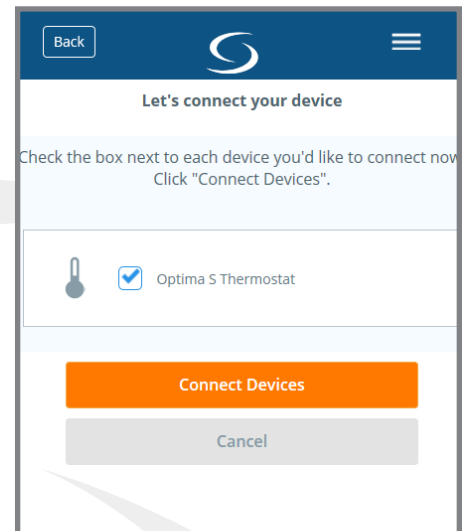 Back
Let's connect your device
Check the box next to each device you'd like to connect now
Click "Connect Devices".
Optima S Thermostat
Connect Devices
Cancel